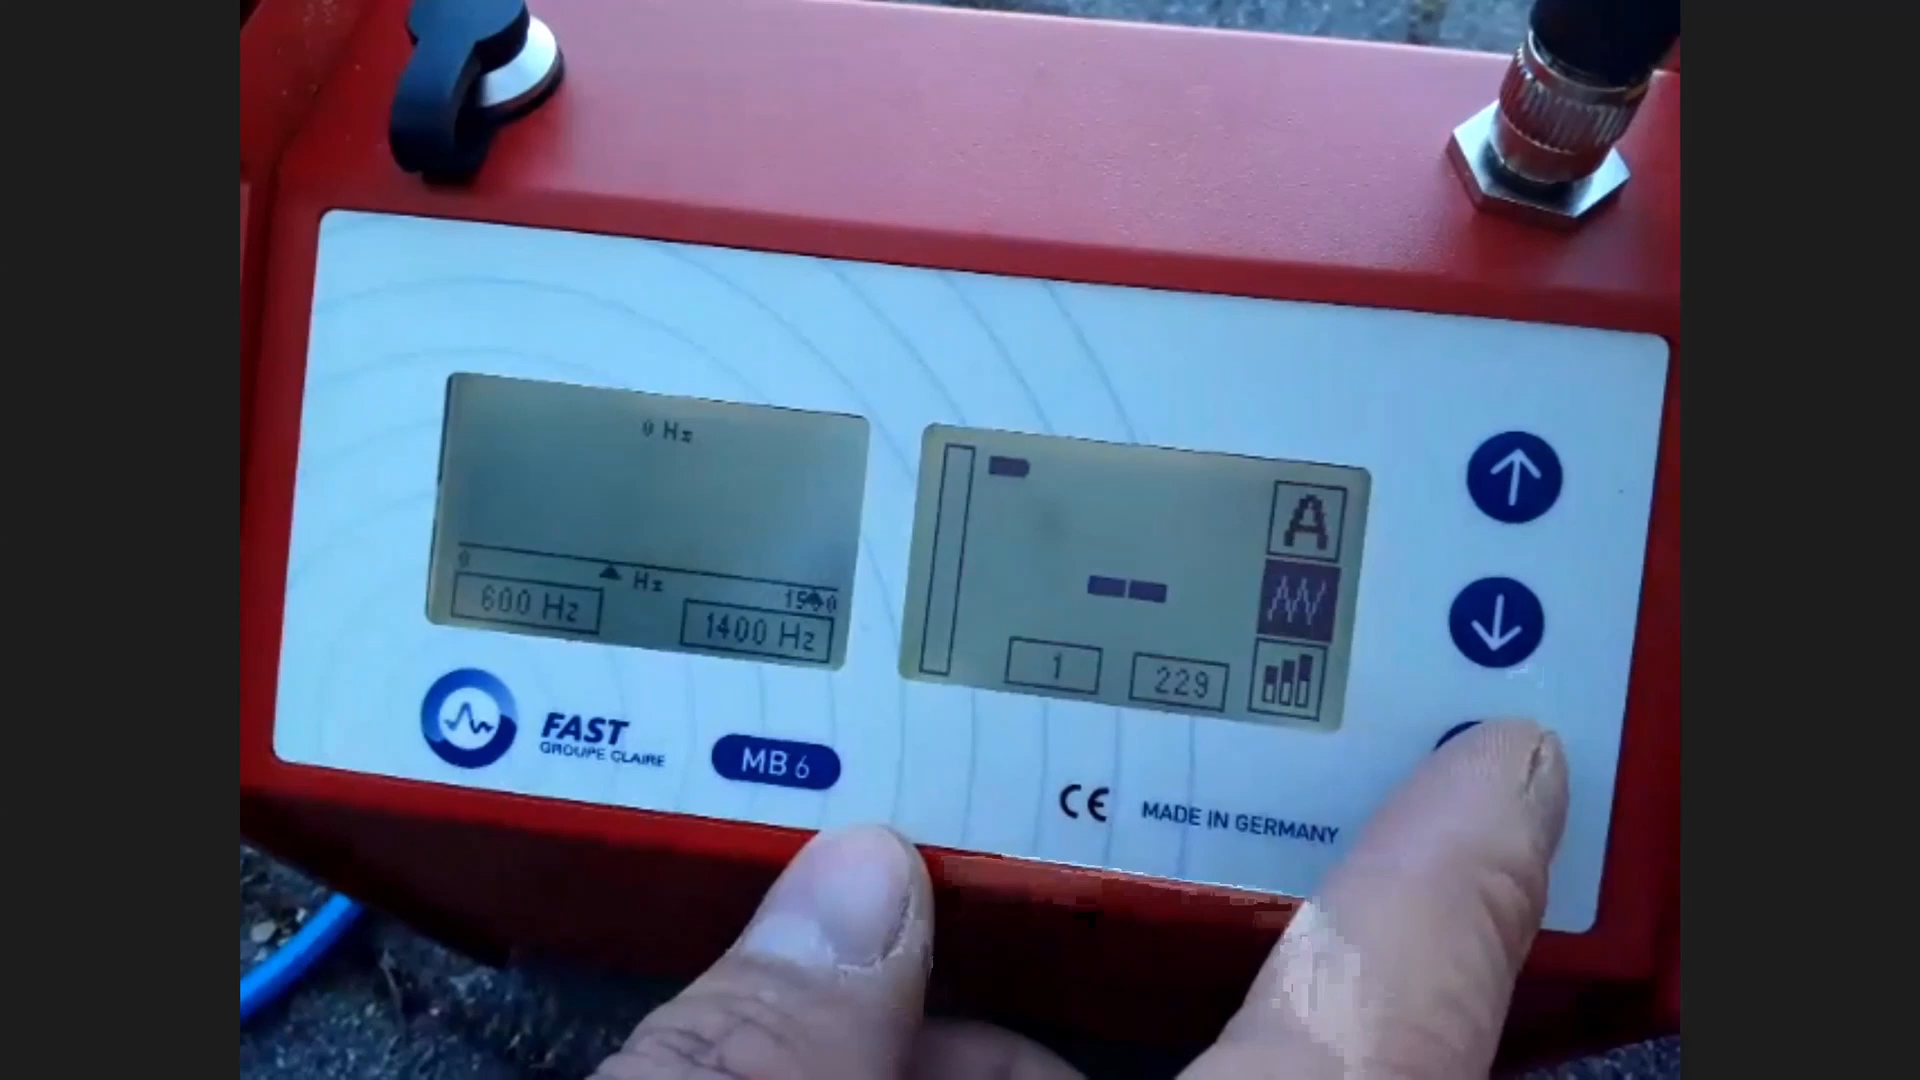 0 Hz
0
Hz
1500
600 Hz
1400 Hz
A
1
229
FAST
GROUPE CLAIRE
MB 6
CE
MADE IN GERMANY